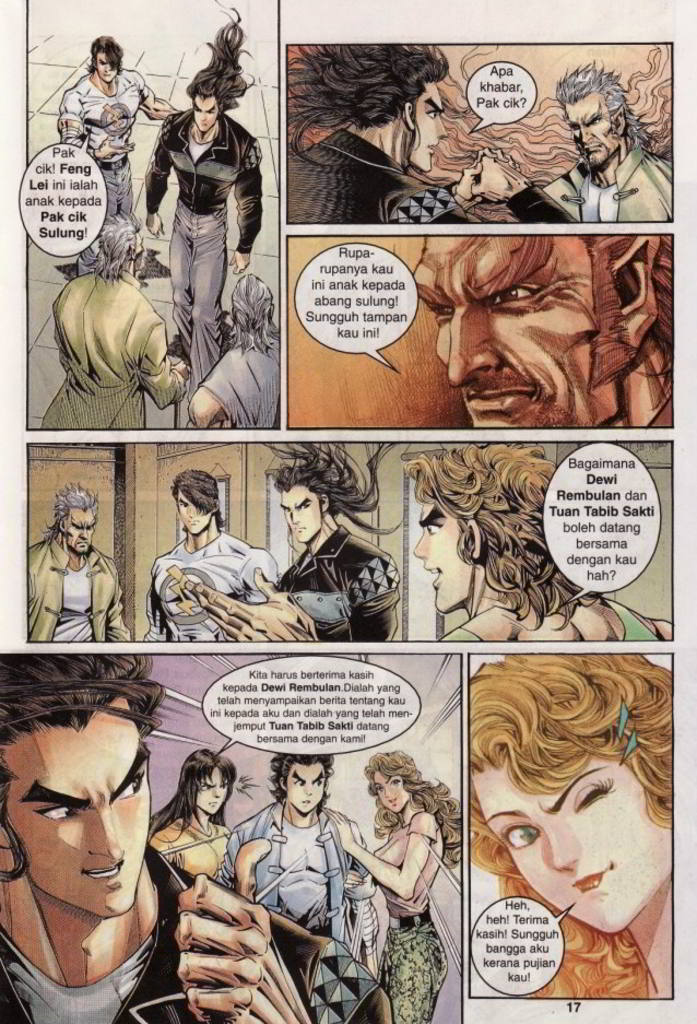 Pak
cik! Feng
Lei ini ialah
anak kepada
Pak cik
Sulung!
Apa
khabar,
Pak cik?
Rupa-
rupanya kau
ini anak kepada
abang sulung!
Sungguh tampan
kau ini!
Bagaimana
Dewi
Rembulan dan
Tuan Tabib Sakti
boleh datang
bersama
dengan kau
hah?
Kita harus berterima kasih
kepada Dewi Rembulan.Dialah yang
telah menyampaikan berita tentang kau
ini kepada aku dan dialah yang telah men-
jemput Tuan Tabib Sakti datang
bersama dengan kami!
Heh,
heh! Terima
kasih! Sungguh
bangga aku
kerana pujian
kau!
17